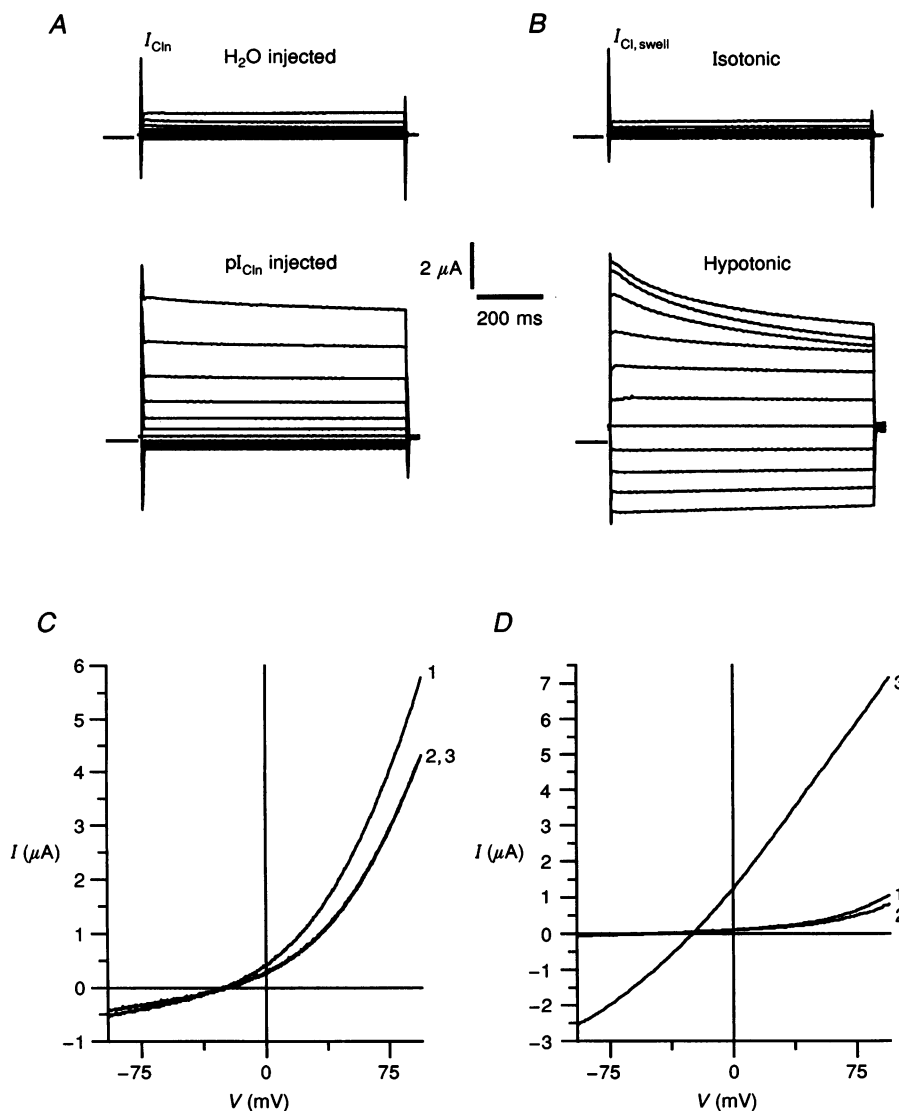 A
I_Cln
H₂O injected
B
I_Cl,swell
Isotonic
pI_Cln injected
2 μA
200 ms
Hypotonic
C
6
5
4
3
2
1
0
−1
I (μA)
−75
0
75
V (mV)
1
2, 3
D
7
6
5
4
3
2
1
0
−1
−2
−3
I (μA)
−75
0
75
V (mV)
3
1
2